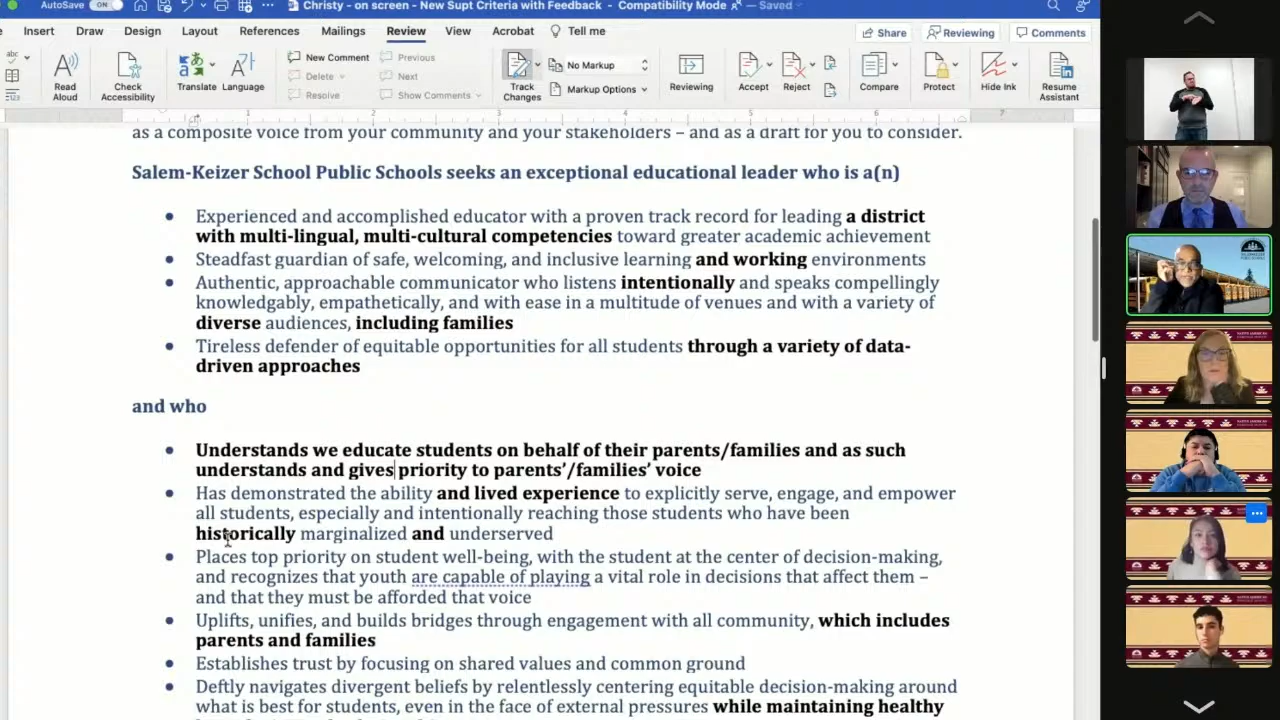 AutoSave ON Christy - on screen - New Supt Criteria with Feedback - Compatibility Mode — Saved
Insert Draw Design Layout References Mailings Review View Acrobat Tell me Share Reviewing Comments
abc New Comment Previous No Markup
Delete Next Markup Options
Resolve Show Comments
Read Aloud Check Accessibility Translate Language Track Changes Reviewing Accept Reject Compare Protect Hide Ink Resume Assistant
1 2 3 4 5 6 7
as a composite voice from your community and your stakeholders – and as a draft for you to consider.
Salem-Keizer School Public Schools seeks an exceptional educational leader who is a(n)
• Experienced and accomplished educator with a proven track record for leading a district
with multi-lingual, multi-cultural competencies toward greater academic achievement
• Steadfast guardian of safe, welcoming, and inclusive learning and working environments
• Authentic, approachable communicator who listens intentionally and speaks compellingly
knowledgably, empathetically, and with ease in a multitude of venues and with a variety of
diverse audiences, including families
• Tireless defender of equitable opportunities for all students through a variety of data-
driven approaches
and who
• Understands we educate students on behalf of their parents/families and as such
understands and gives priority to parents’/families’ voice
• Has demonstrated the ability and lived experience to explicitly serve, engage, and empower
all students, especially and intentionally reaching those students who have been
historically marginalized and underserved
• Places top priority on student well-being, with the student at the center of decision-making,
and recognizes that youth are capable of playing a vital role in decisions that affect them –
and that they must be afforded that voice
• Uplifts, unifies, and builds bridges through engagement with all community, which includes
parents and families
• Establishes trust by focusing on shared values and common ground
• Deftly navigates divergent beliefs by relentlessly centering equitable decision-making around
what is best for students, even in the face of external pressures while maintaining healthy